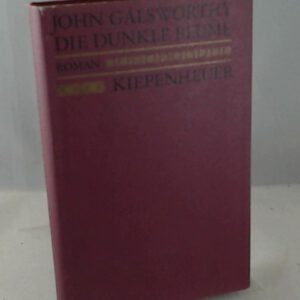 JOHN GALSWORTHY
DIE DUNKLE BLUME
ROMAN
KIEPENHEUER